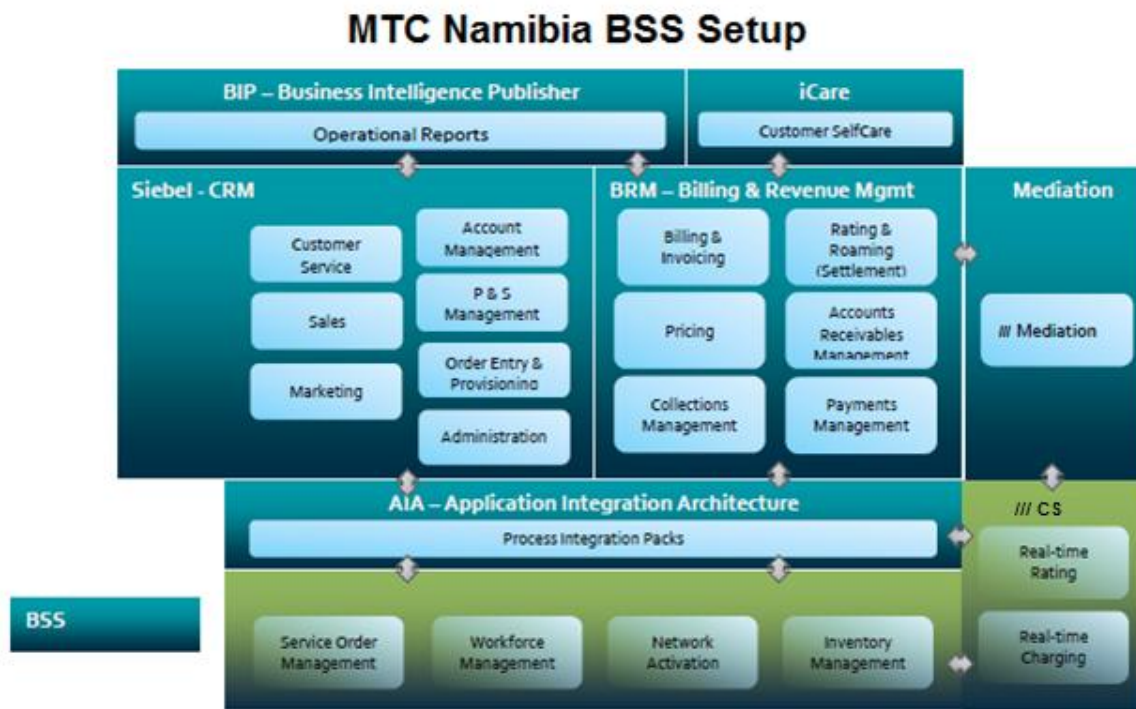 MTC Namibia BSS Setup
BIP – Business Intelligence Publisher
Operational Reports
iCare
Customer SelfCare
Siebel - CRM
Customer
Service
Sales
Marketing
Account
Management
P & S
Management
Order Entry &
Provisioning
Administration
BRM – Billing & Revenue Mgmt
Billing &
Invoicing
Pricing
Collections
Management
Rating &
Roaming
(Settlement)
Accounts
Receivables
Management
Payments
Management
Mediation
/// Mediation
AIA – Application Integration Architecture
Process Integration Packs
/// CS
Real-time
Rating
Real-time
Charging
BSS
Service Order
Management
Workforce
Management
Network
Activation
Inventory
Management